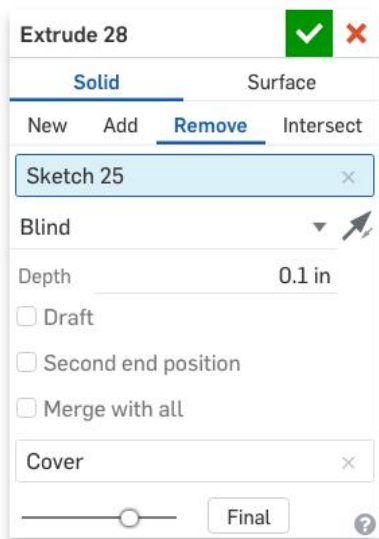 Extrude 28
Solid Surface
New Add Remove Intersect
Sketch 25
Blind
Depth 0.1 in
Draft
Second end position
Merge with all
Cover
Final
?